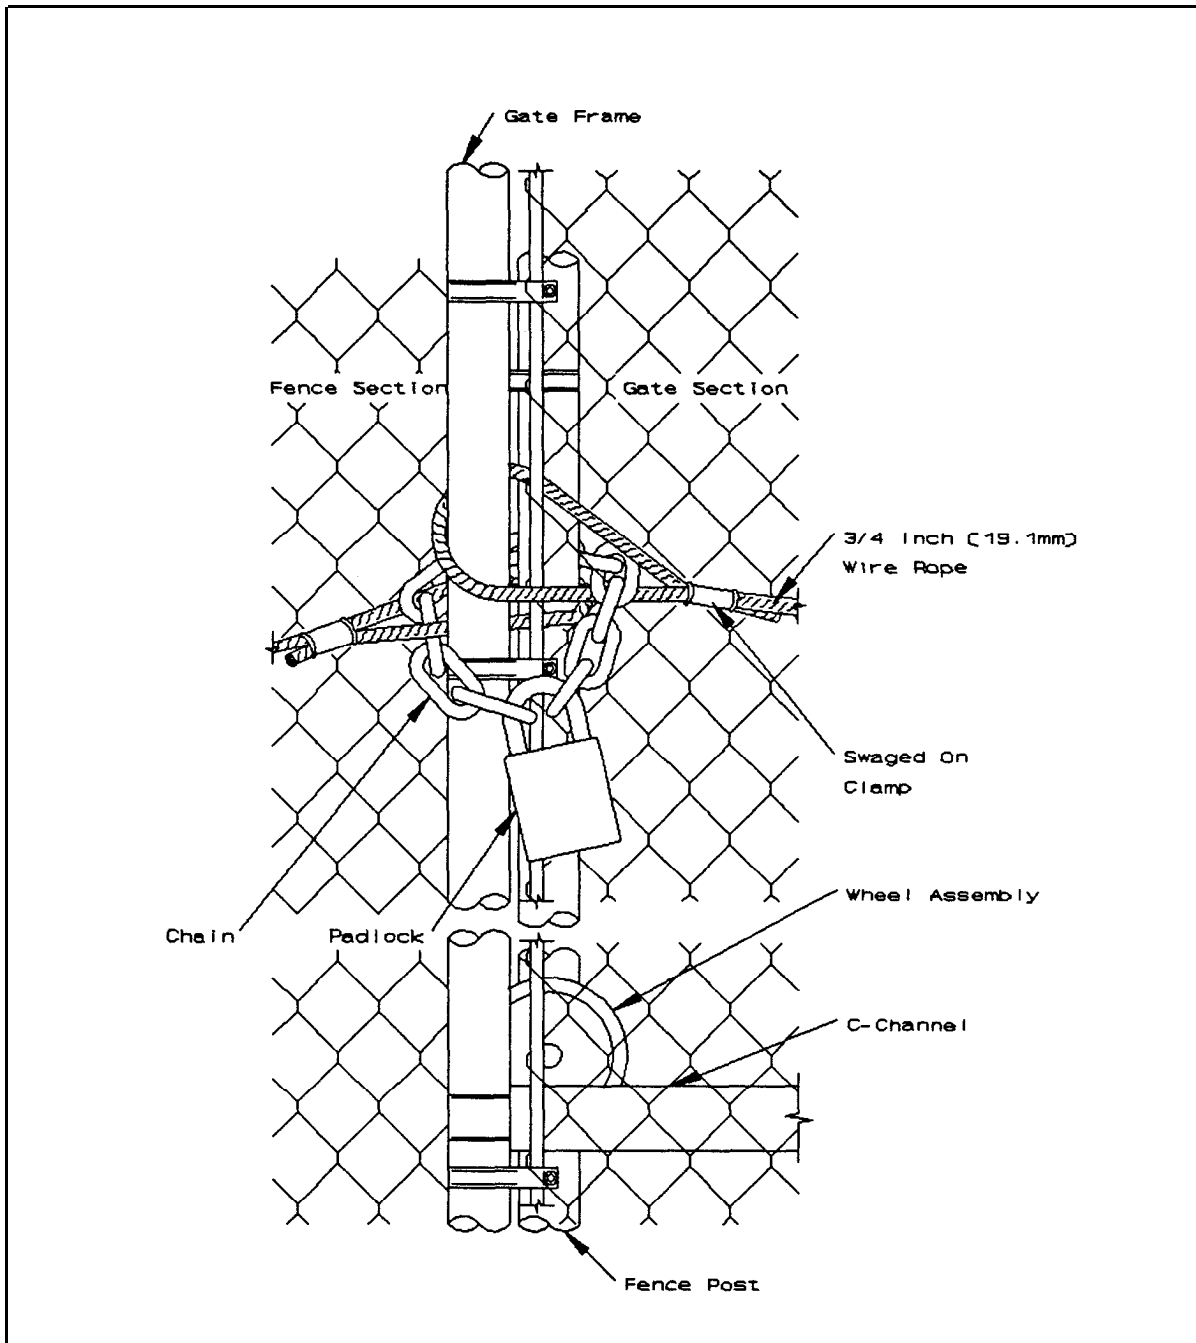 Gate Frame
Fence Section
Gate Section
3/4 Inch (19.1mm)
Wire Rope
Swaged On
Clamp
Wheel Assembly
Chain
Padlock
C-Channel
Fence Post